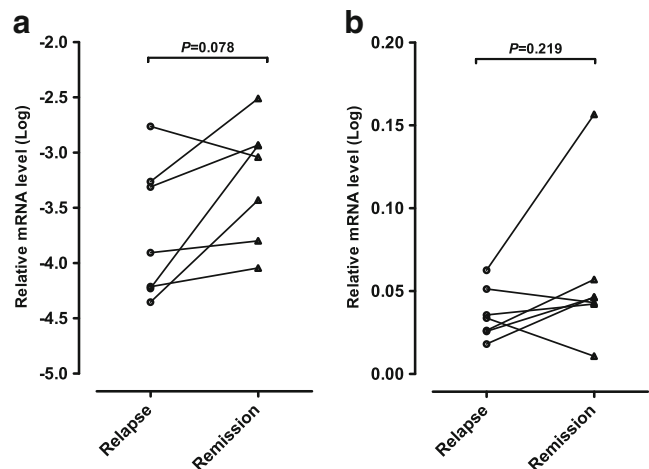 a
P=0.078
Relative mRNA level (Log)
-2.0
-2.5
-3.0
-3.5
-4.0
-4.5
-5.0
Relapse
Remission
b
P=0.219
Relative mRNA level (Log)
0.20
0.15
0.10
0.05
0.00
Relapse
Remission